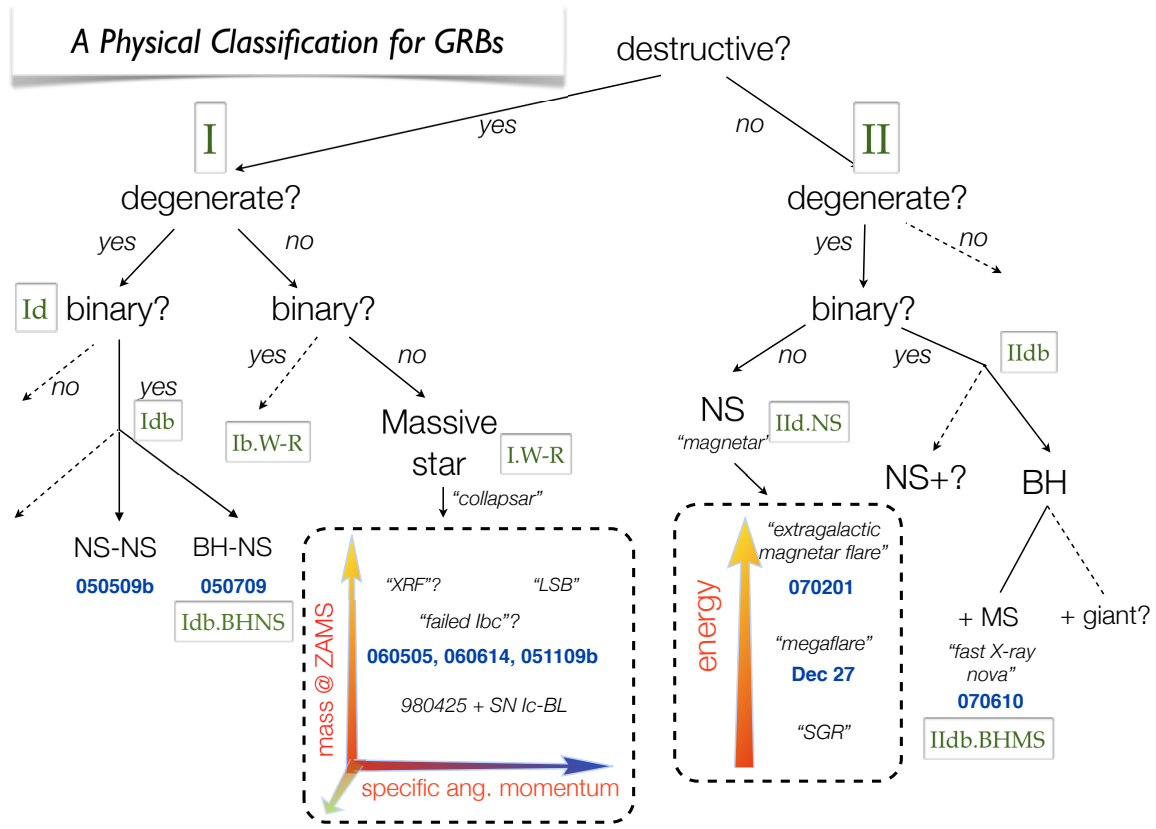 A Physical Classification for GRBs
destructive?
yes
no
I
II
degenerate?
degenerate?
yes
no
yes
no
Id
binary?
binary?
binary?
no
yes
yes
no
no
yes
IIdb
Idb
Ib.W-R
Massive
star
I.W-R
NS
"magnetar"
IId.NS
"collapsar"
NS+?
BH
NS-NS
BH-NS
050509b
050709
Idb.BHNS
mass @ ZAMS
"XRF"?
"LSB"
"failed Ibc"?
060505, 060614, 051109b
980425 + SN Ic-BL
specific ang. momentum
energy
"extragalactic
magnetar flare"
070201
"megaflare"
Dec 27
"SGR"
+ MS
+ giant?
"fast X-ray
nova"
070610
IIdb.BHMS